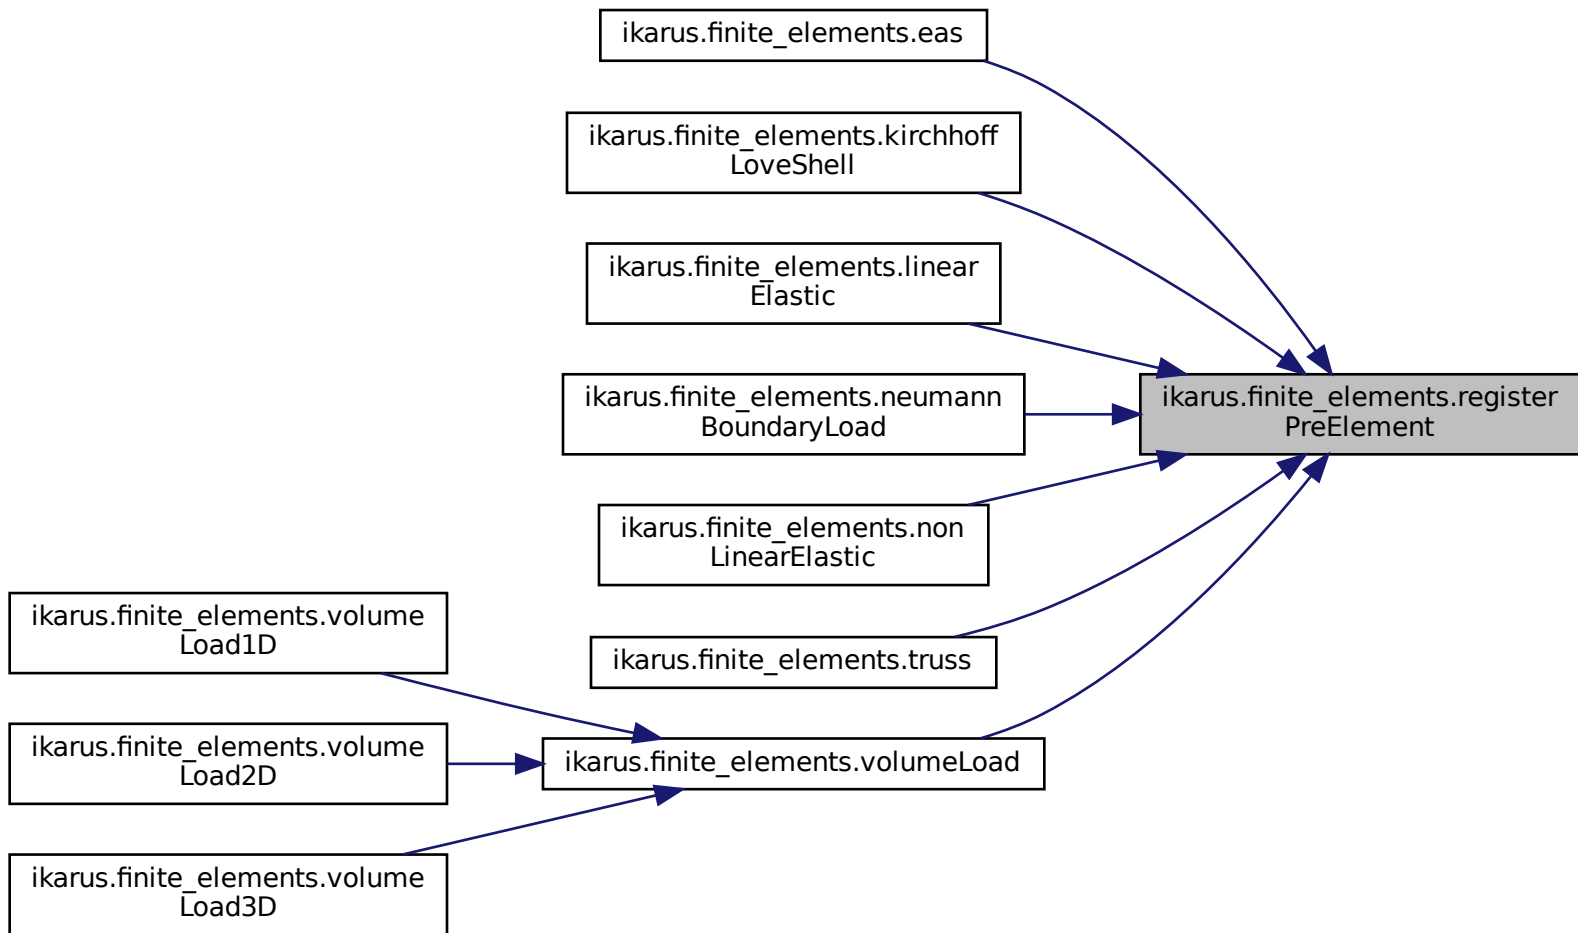 ikarus.finite_elements.eas
ikarus.finite_elements.kirchhoff
LoveShell
ikarus.finite_elements.linear
Elastic
ikarus.finite_elements.register
PreElement
ikarus.finite_elements.neumann
BoundaryLoad
ikarus.finite_elements.non
LinearElastic
ikarus.finite_elements.truss
ikarus.finite_elements.volumeLoad
ikarus.finite_elements.volume
Load1D
ikarus.finite_elements.volume
Load2D
ikarus.finite_elements.volume
Load3D